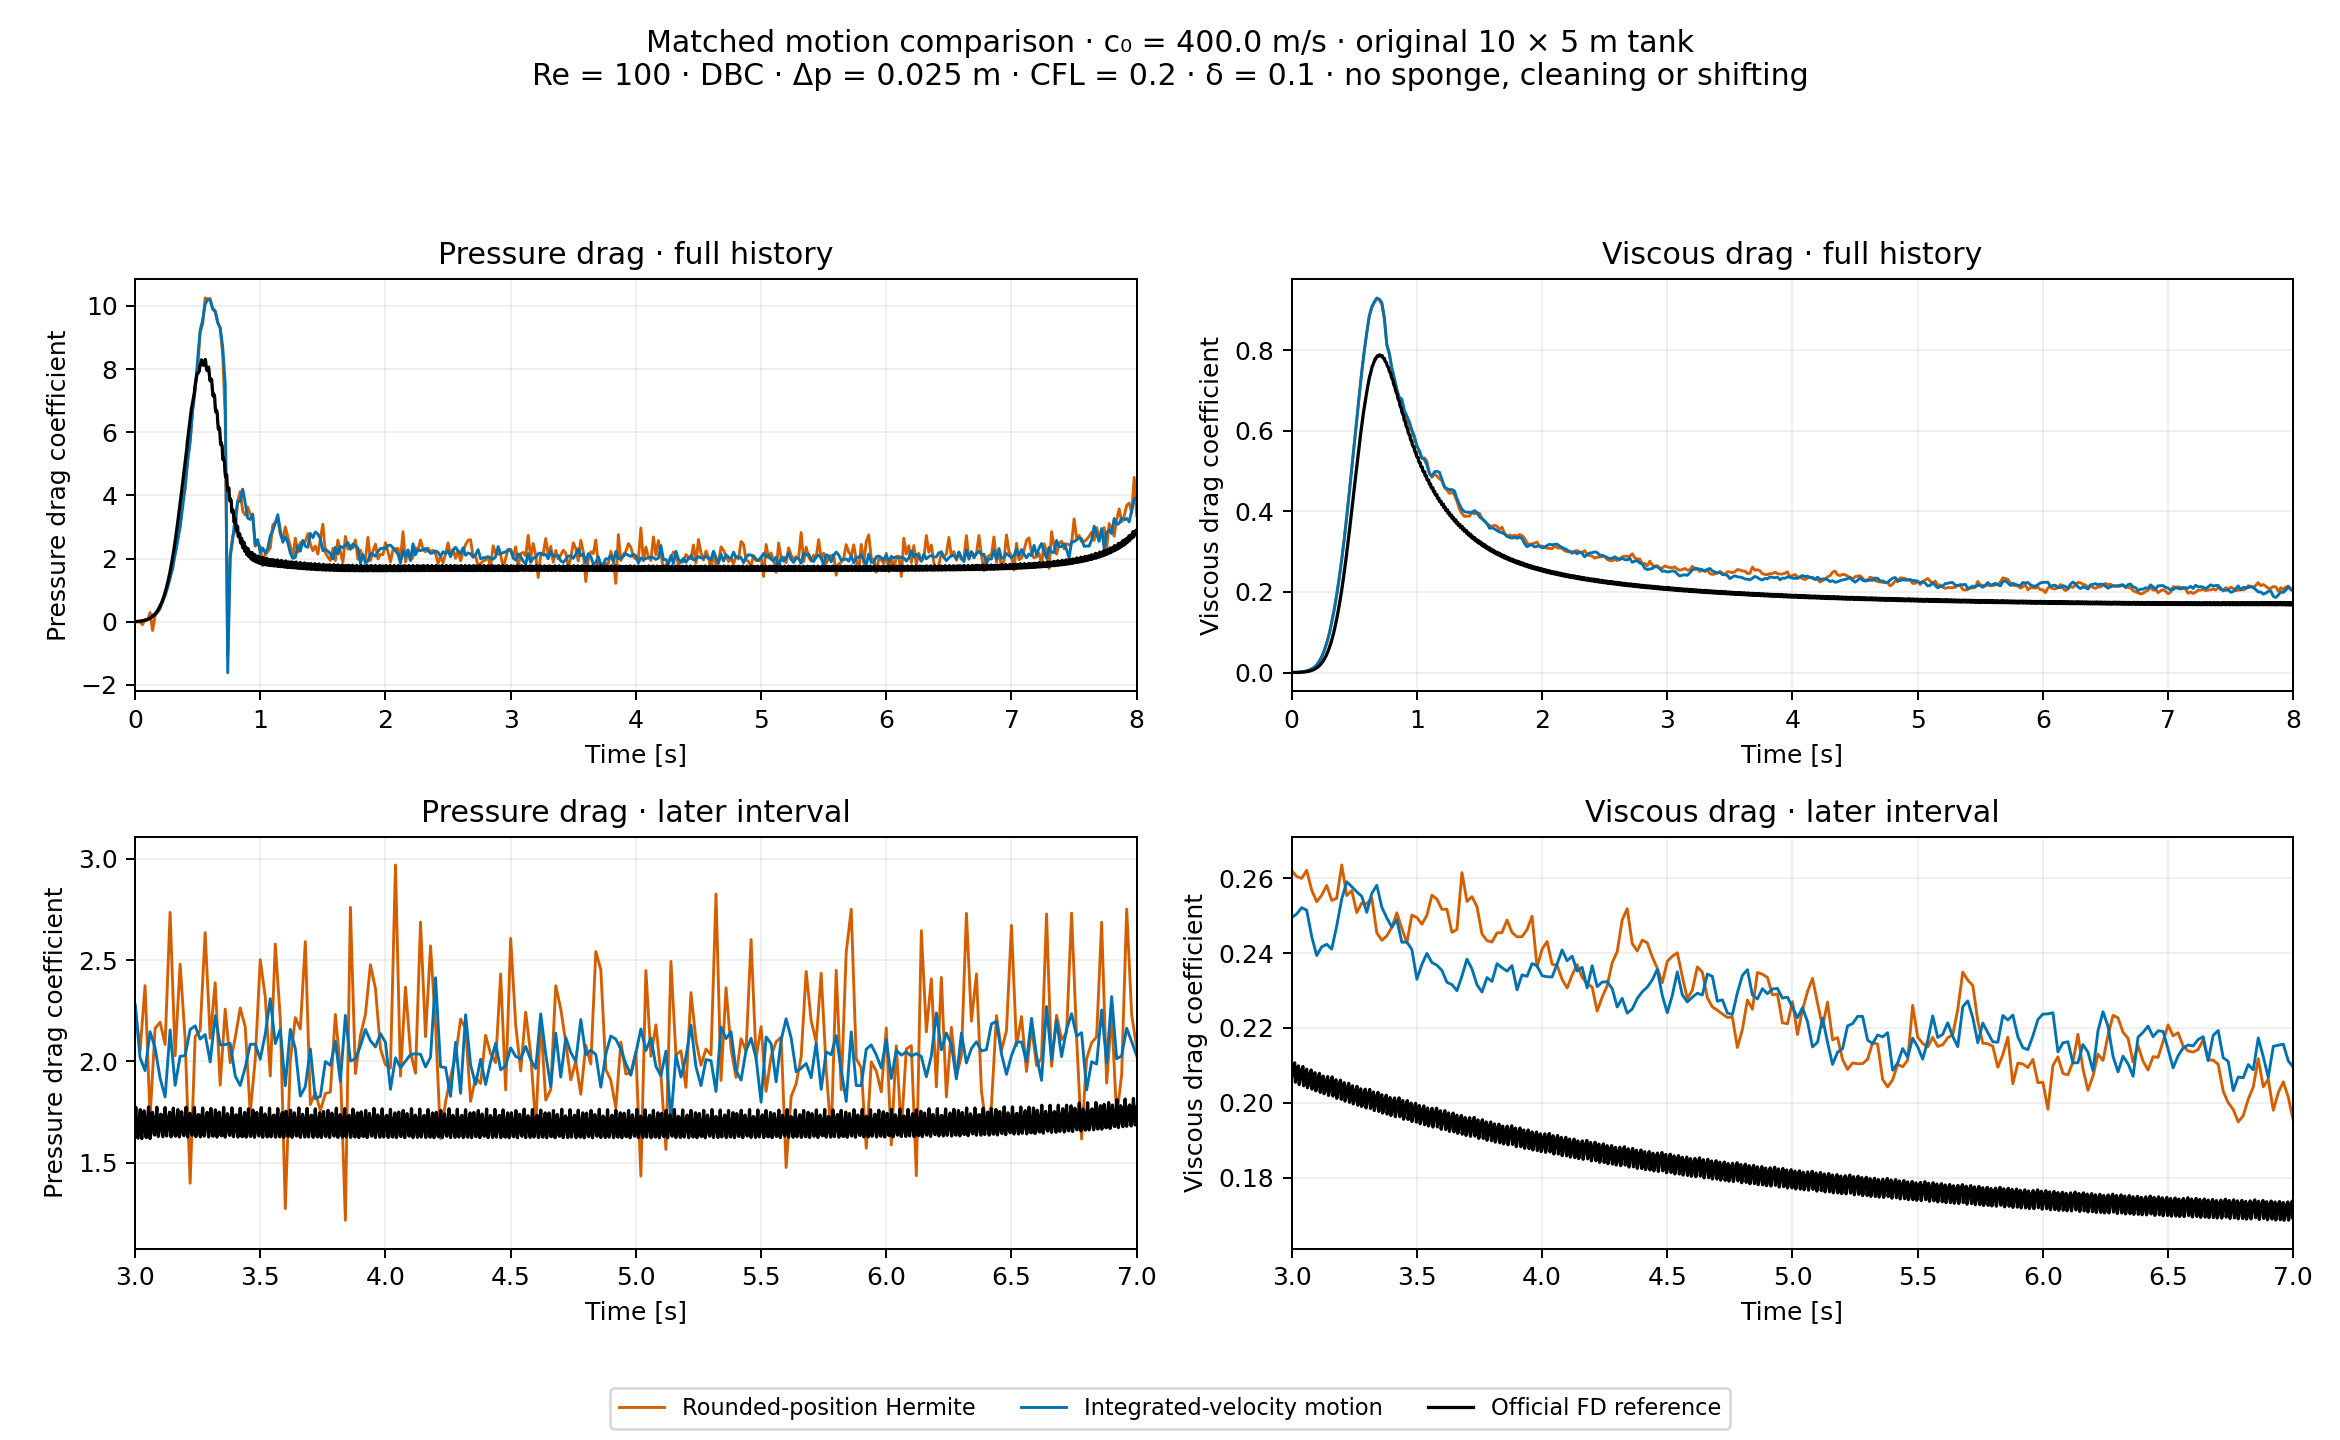 Matched motion comparison · c₀ = 400.0 m/s · original 10 × 5 m tank
Re = 100 · DBC · Δp = 0.025 m · CFL = 0.2 · δ = 0.1 · no sponge, cleaning or shifting
Pressure drag · full history
Pressure drag coefficient
10
8
6
4
2
0
−2
0 1 2 3 4 5 6 7 8
Time [s]
Viscous drag · full history
Viscous drag coefficient
0.8
0.6
0.4
0.2
0.0
0 1 2 3 4 5 6 7 8
Time [s]
Pressure drag · later interval
Pressure drag coefficient
3.0
2.5
2.0
1.5
3.0 3.5 4.0 4.5 5.0 5.5 6.0 6.5 7.0
Time [s]
Viscous drag · later interval
Viscous drag coefficient
0.26
0.24
0.22
0.20
0.18
3.0 3.5 4.0 4.5 5.0 5.5 6.0 6.5 7.0
Time [s]
Rounded-position Hermite Integrated-velocity motion Official FD reference